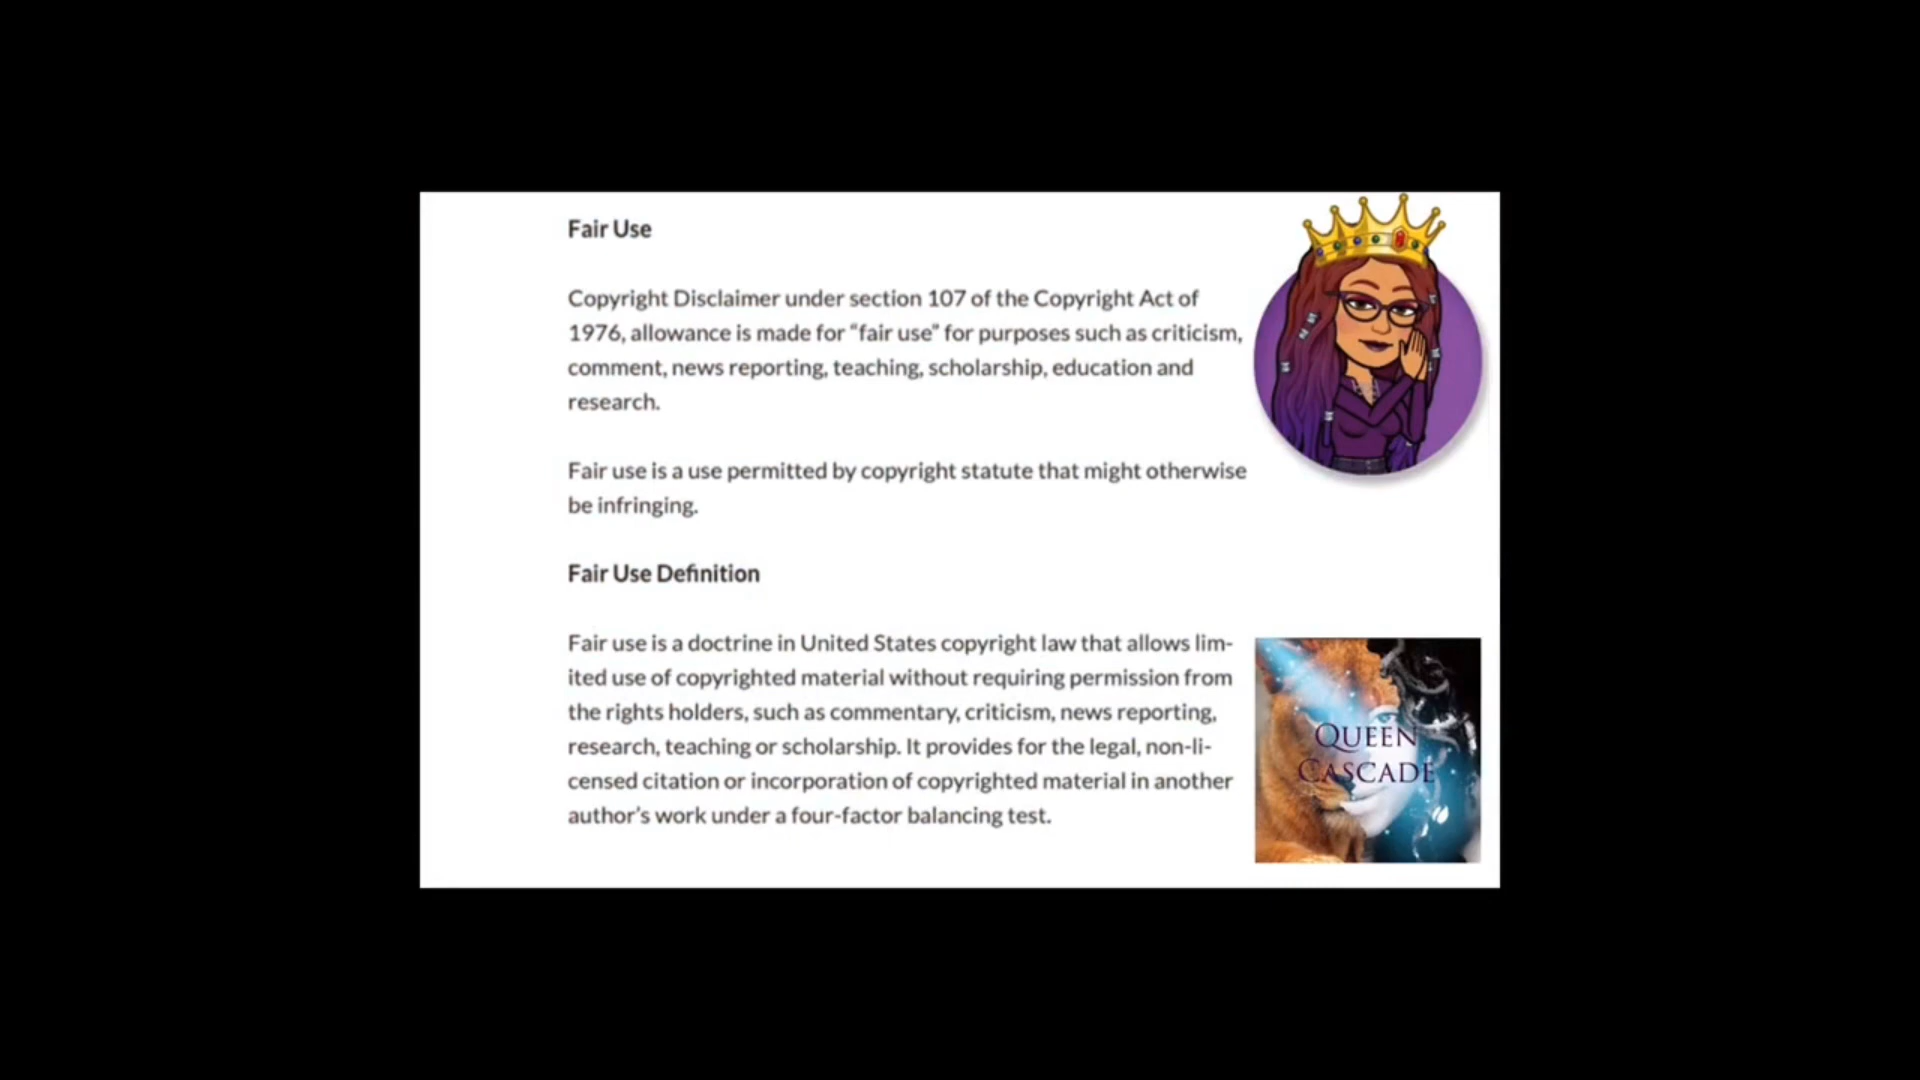 Fair Use
Copyright Disclaimer under section 107 of the Copyright Act of
1976, allowance is made for “fair use” for purposes such as criticism,
comment, news reporting, teaching, scholarship, education and
research.
Fair use is a use permitted by copyright statute that might otherwise
be infringing.
Fair Use Definition
Fair use is a doctrine in United States copyright law that allows lim-
ited use of copyrighted material without requiring permission from
the rights holders, such as commentary, criticism, news reporting,
research, teaching or scholarship. It provides for the legal, non-li-
censed citation or incorporation of copyrighted material in another
author’s work under a four-factor balancing test.
QUEEN
CASCADE